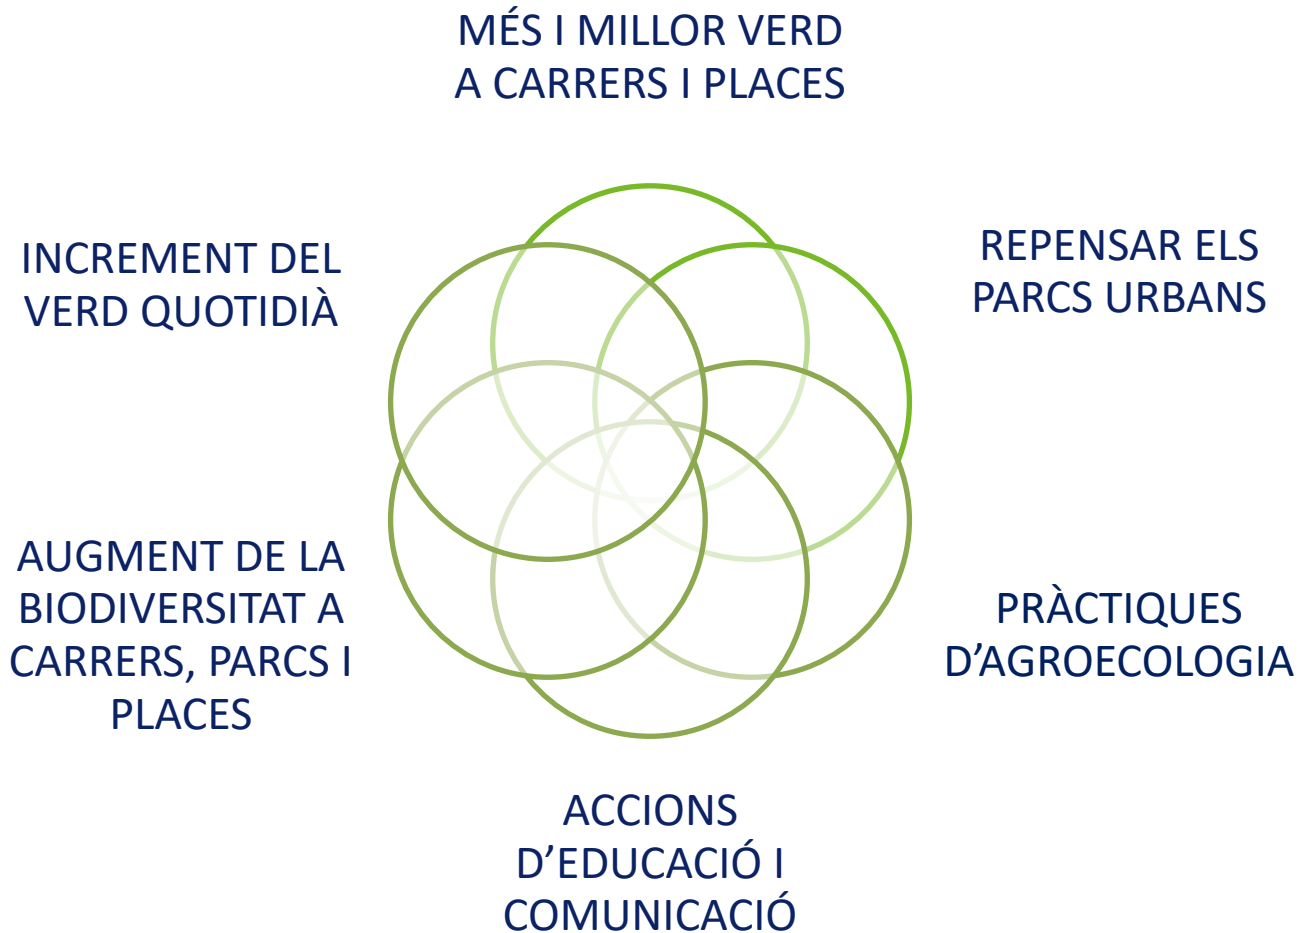 MÉS I MILLOR VERD
A CARRERS I PLACES
INCREMENT DEL
VERD QUOTIDIÀ
REPENSAR ELS
PARCS URBANS
AUGMENT DE LA
BIODIVERSITAT A
CARRERS, PARCS I
PLACES
PRÀCTIQUES
D’AGROECOLOGIA
ACCIONS
D’EDUCACIÓ I
COMUNICACIÓ